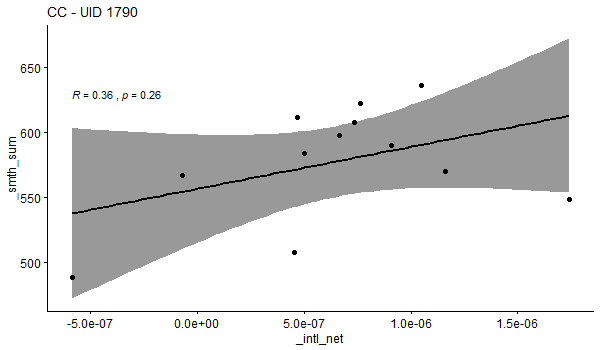 CC - UID 1790
650
R = 0.36 , p = 0.26
600
_smth_sum
550
500
-5.0e-07 0.0e+00 5.0e-07 1.0e-06 1.5e-06
_intl_net